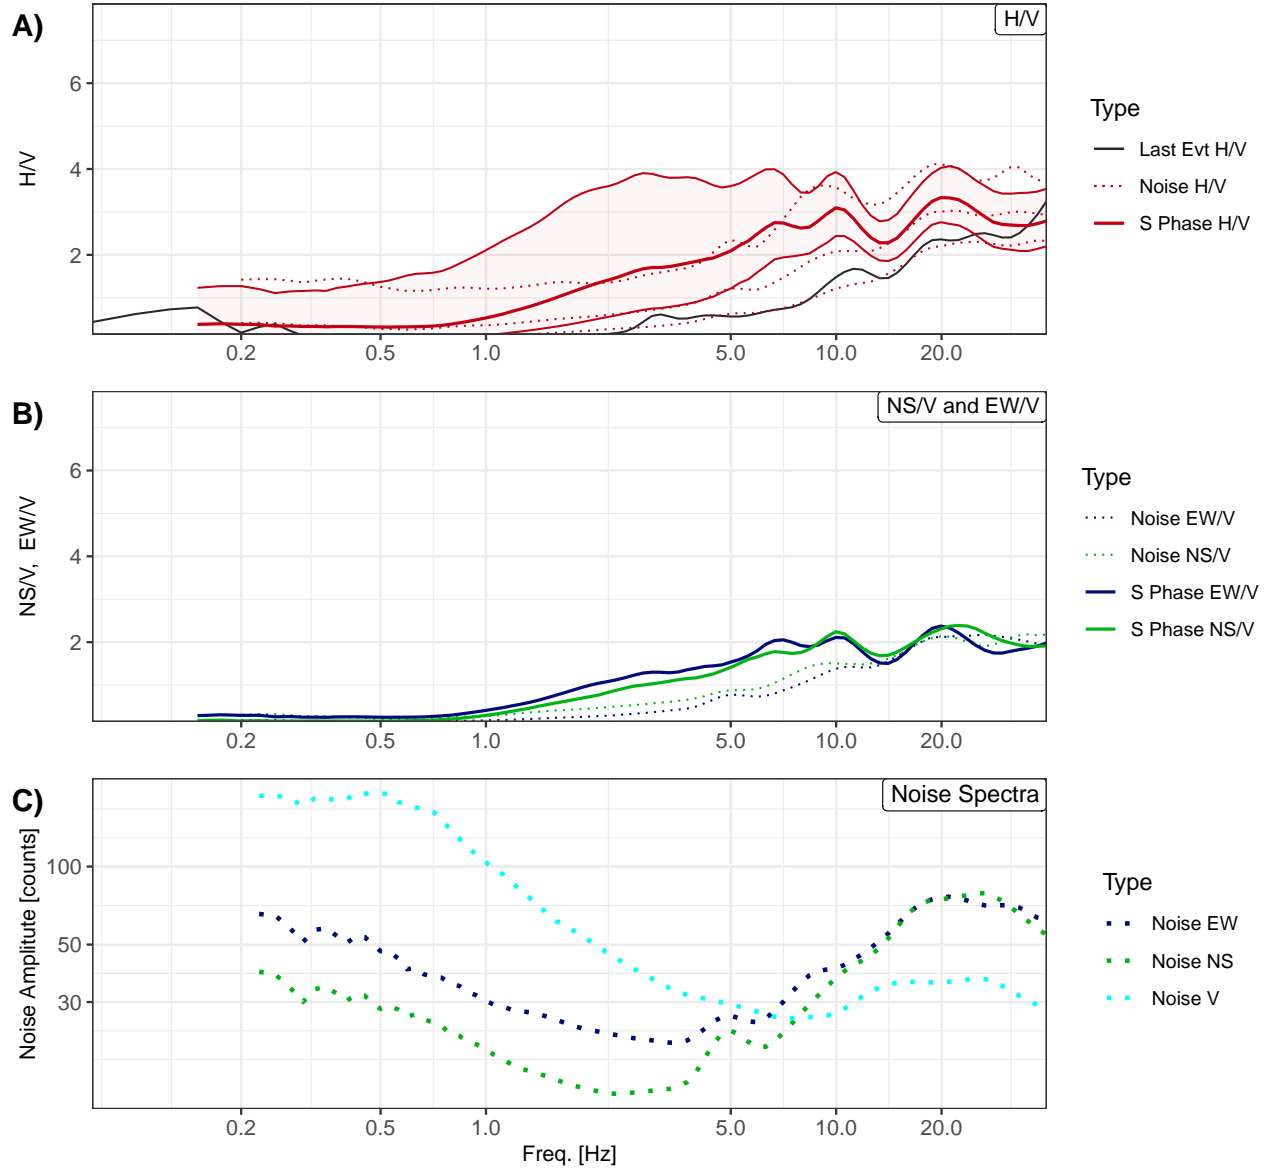 A)
H/V
6
4
2
H/V
0.2 0.5 1.0 5.0 10.0 20.0
Type
Last Evt H/V
Noise H/V
S Phase H/V
B)
NS/V and EW/V
6
4
2
NS/V, EW/V
0.2 0.5 1.0 5.0 10.0 20.0
Type
Noise EW/V
Noise NS/V
S Phase EW/V
S Phase NS/V
C)
Noise Spectra
100
50
30
Noise Amplitute [counts]
0.2 0.5 1.0 5.0 10.0 20.0
Freq. [Hz]
Type
Noise EW
Noise NS
Noise V